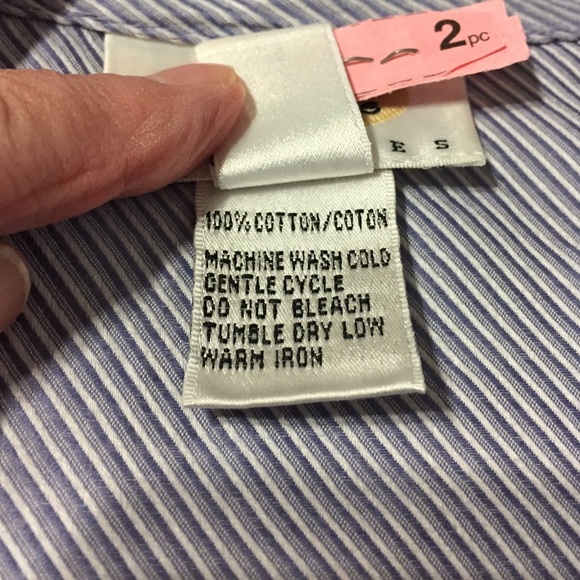 2pc
E S
100% COTTON/COTON
MACHINE WASH COLD
GENTLE CYCLE
DO NOT BLEACH
TUMBLE DRY LOW
WARM IRON